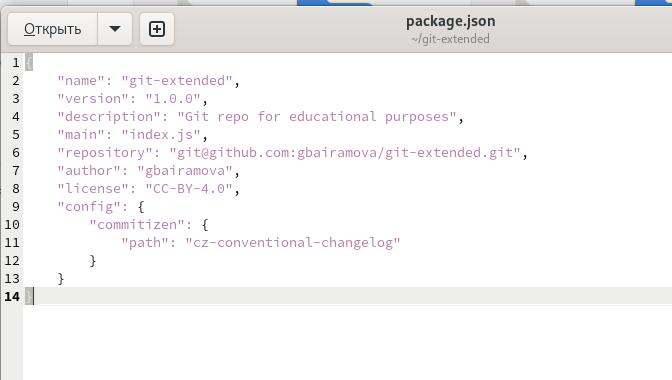 Открыть
package.json
~/git-extended
1 {
2     "name": "git-extended",
3     "version": "1.0.0",
4     "description": "Git repo for educational purposes",
5     "main": "index.js",
6     "repository": "git@github.com:gbairamova/git-extended.git",
7     "author": "gbairamova",
8     "license": "CC-BY-4.0",
9     "config": {
10         "commitizen": {
11             "path": "cz-conventional-changelog"
12         }
13     }
14 }